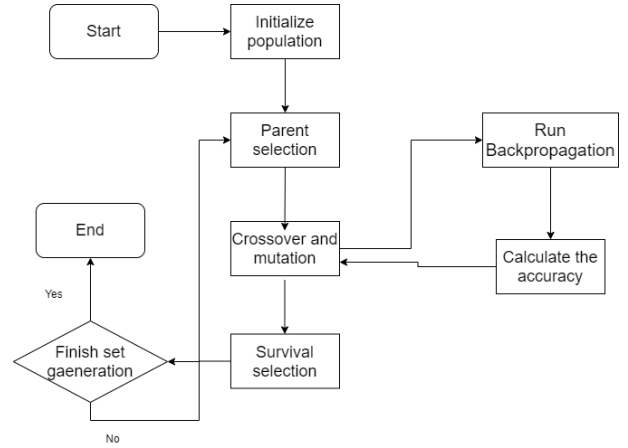 Start
Initialize
population
Parent
selection
Run
Backpropagation
End
Crossover and
mutation
Calculate the
accuracy
Yes
Finish set
gaeneration
Survival
selection
No